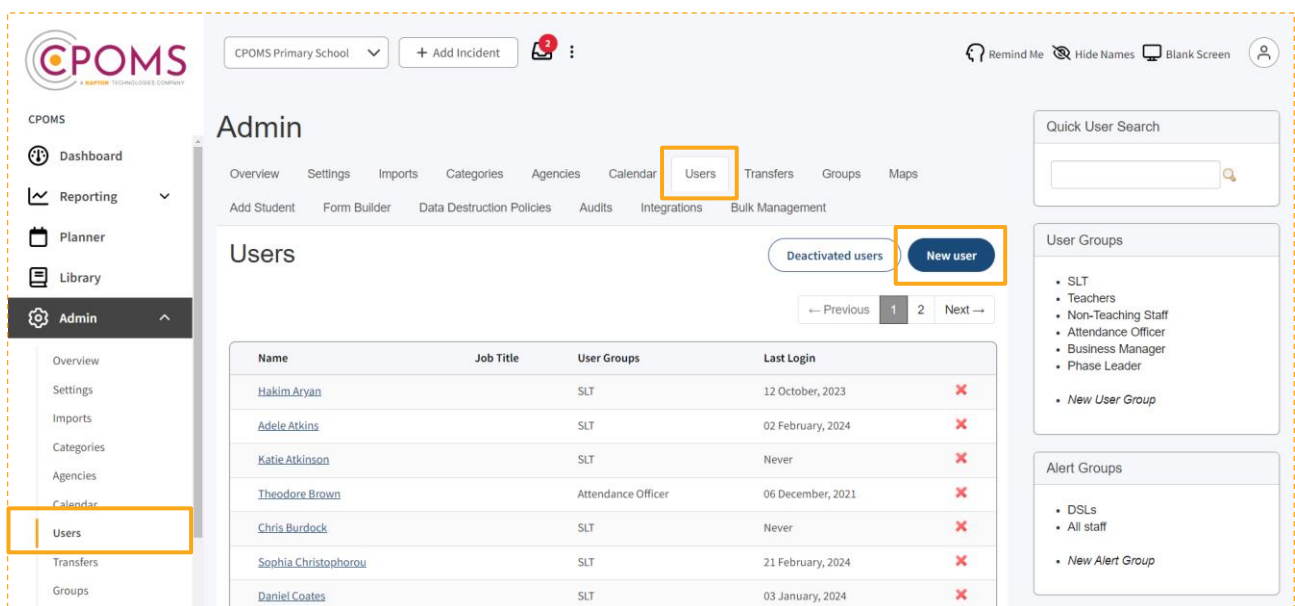 CPOMS
A RAPTOR TECHNOLOGIES COMPANY
CPOMS Primary School
+ Add Incident
2
Remind Me
Hide Names
Blank Screen
CPOMS
Dashboard
Reporting
Planner
Library
Admin
Overview
Settings
Imports
Categories
Agencies
Calendar
Users
Transfers
Groups
Admin
Overview Settings Imports Categories Agencies Calendar Users Transfers Groups Maps
Add Student Form Builder Data Destruction Policies Audits Integrations Bulk Management
Users
Deactivated users
New user
← Previous 1 2 Next →
Name Job Title User Groups Last Login
Hakim Aryan SLT 12 October, 2023
Adele Atkins SLT 02 February, 2024
Katie Atkinson SLT Never
Theodore Brown Attendance Officer 06 December, 2021
Chris Burdock SLT Never
Sophia Christophorou SLT 21 February, 2024
Daniel Coates SLT 03 January, 2024
Quick User Search
User Groups
• SLT
• Teachers
• Non-Teaching Staff
• Attendance Officer
• Business Manager
• Phase Leader
• New User Group
Alert Groups
• DSLs
• All staff
• New Alert Group